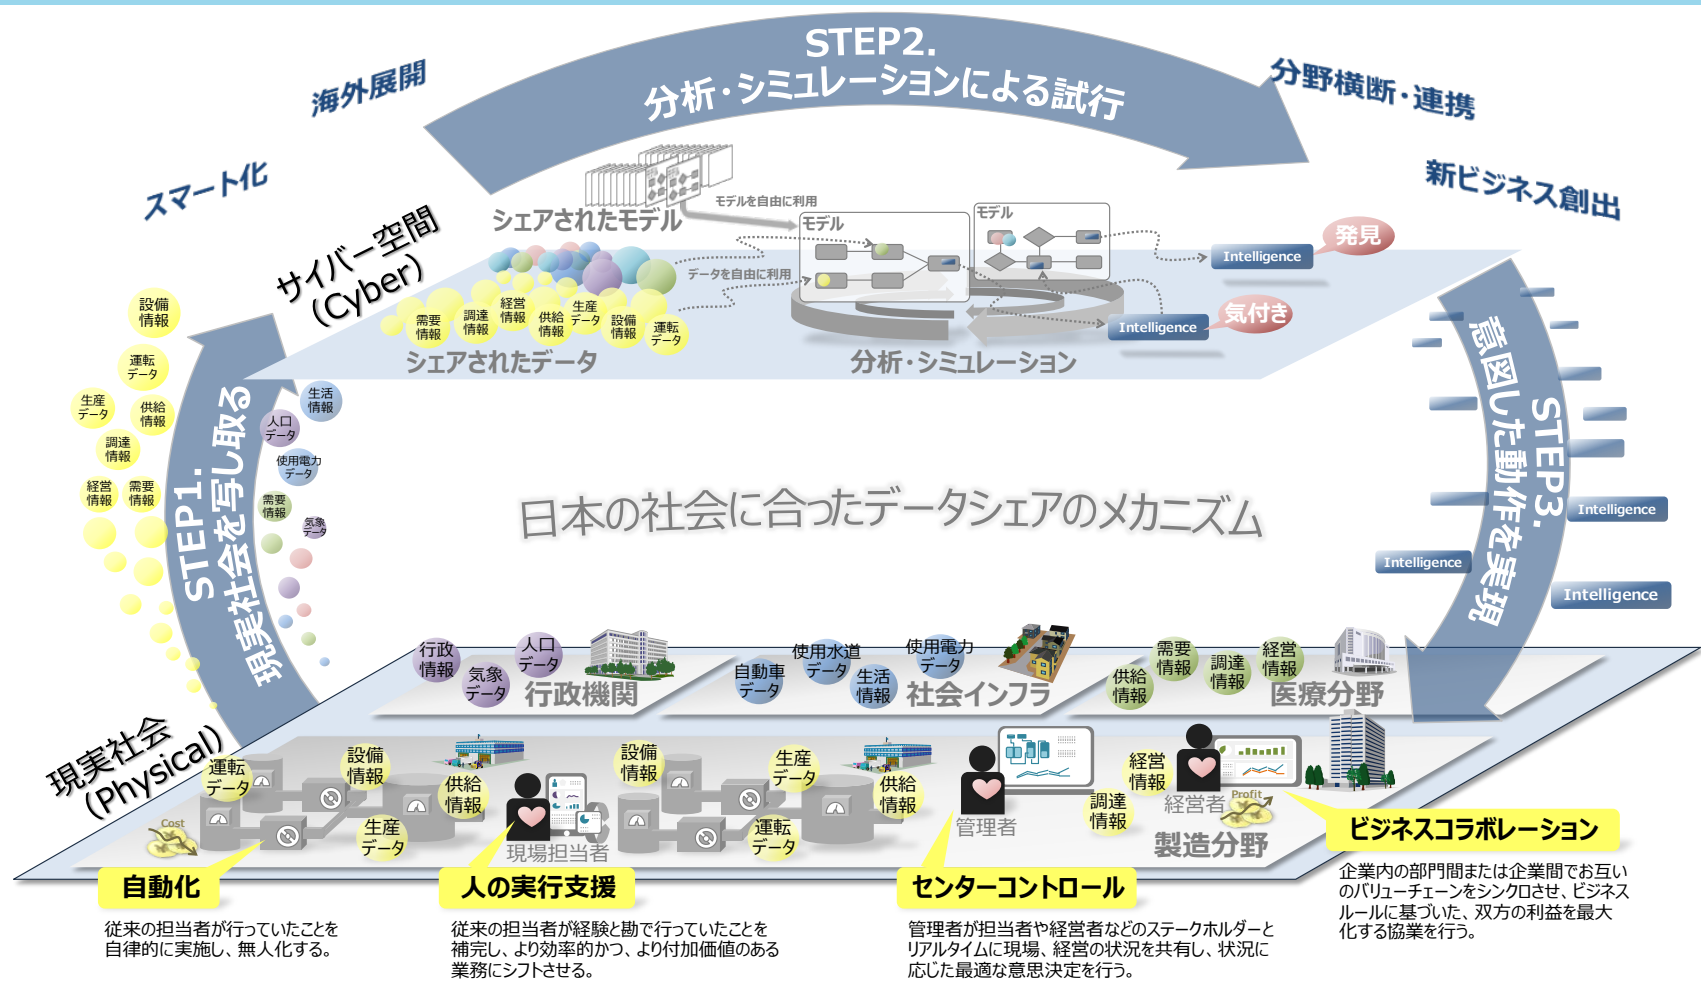 STEP2.
分析・シミュレーションによる試行
海外展開
スマート化
分野横断・連携
新ビジネス創出
サイバー空間
(Cyber)
シェアされたモデル
モデルを自由に利用
データを自由に利用
モデル
モデル
Intelligence
発見
Intelligence
気付き
需要
情報
調達
情報
経営
情報
供給
情報
生産
データ
設備
情報
運転
データ
シェアされたデータ
分析・シミュレーション
設備
情報
運転
データ
生産
データ
供給
情報
調達
情報
経営
情報
需要
情報
STEP1.
現実社会を写し取る
生活
情報
人口
データ
使用電力
データ
需要
情報
気象
データ
日本の社会に合ったデータシェアのメカニズム
STEP3.
意図した動作を実現
Intelligence
Intelligence
Intelligence
現実社会
(Physical)
行政
情報
気象
データ
人口
データ
行政機関
自動車
データ
使用水道
データ
生活
情報
使用電力
データ
社会インフラ
供給
情報
需要
情報
調達
情報
経営
情報
医療分野
運転
データ
設備
情報
生産
データ
供給
情報
Cost
現場担当者
設備
情報
生産
データ
運転
データ
供給
情報
管理者
経営
情報
調達
情報
経営者
Profit
製造分野
自動化
従来の担当者が行っていたことを
自律的に実施し、無人化する。
人の実行支援
従来の担当者が経験と勘で行っていたことを
補完し、より効率的かつ、より付加価値のある
業務にシフトさせる。
センターコントロール
管理者が担当者や経営者などのステークホルダーと
リアルタイムに現場、経営の状況を共有し、状況に
応じた最適な意思決定を行う。
ビジネスコラボレーション
企業内の部門間または企業間でお互い
のバリューチェーンをシンクロさせ、ビジネス
ルールに基づいた、双方の利益を最大
化する協業を行う。